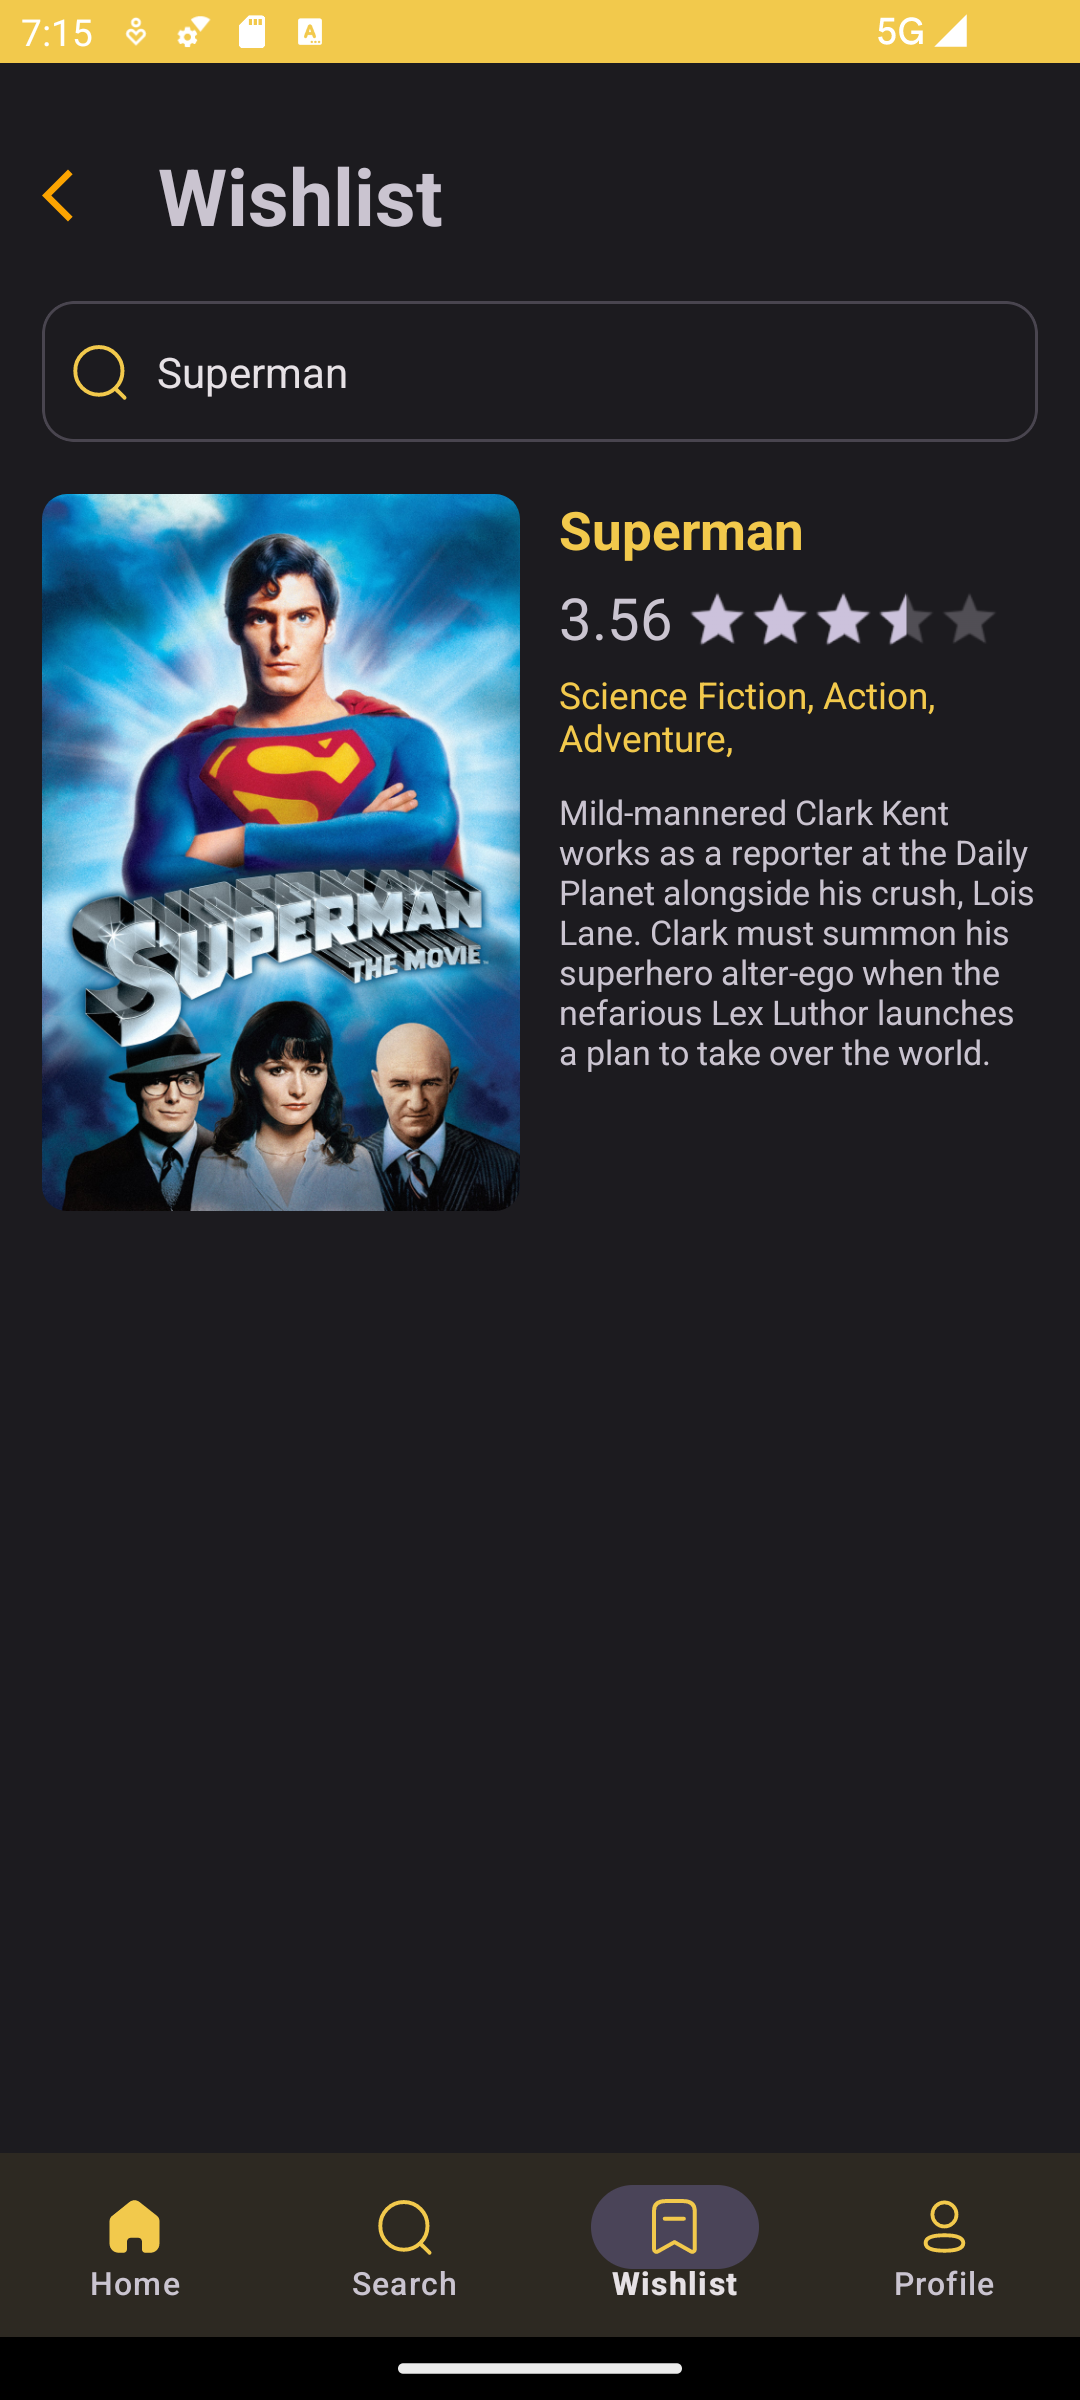 7:15
5G
Wishlist
Superman
Superman
3.56
Science Fiction, Action,
Adventure,
Mild-mannered Clark Kent
works as a reporter at the Daily
Planet alongside his crush, Lois
Lane. Clark must summon his
superhero alter-ego when the
nefarious Lex Luthor launches
a plan to take over the world.
SUPERMAN
THE MOVIE
Home
Search
Wishlist
Profile